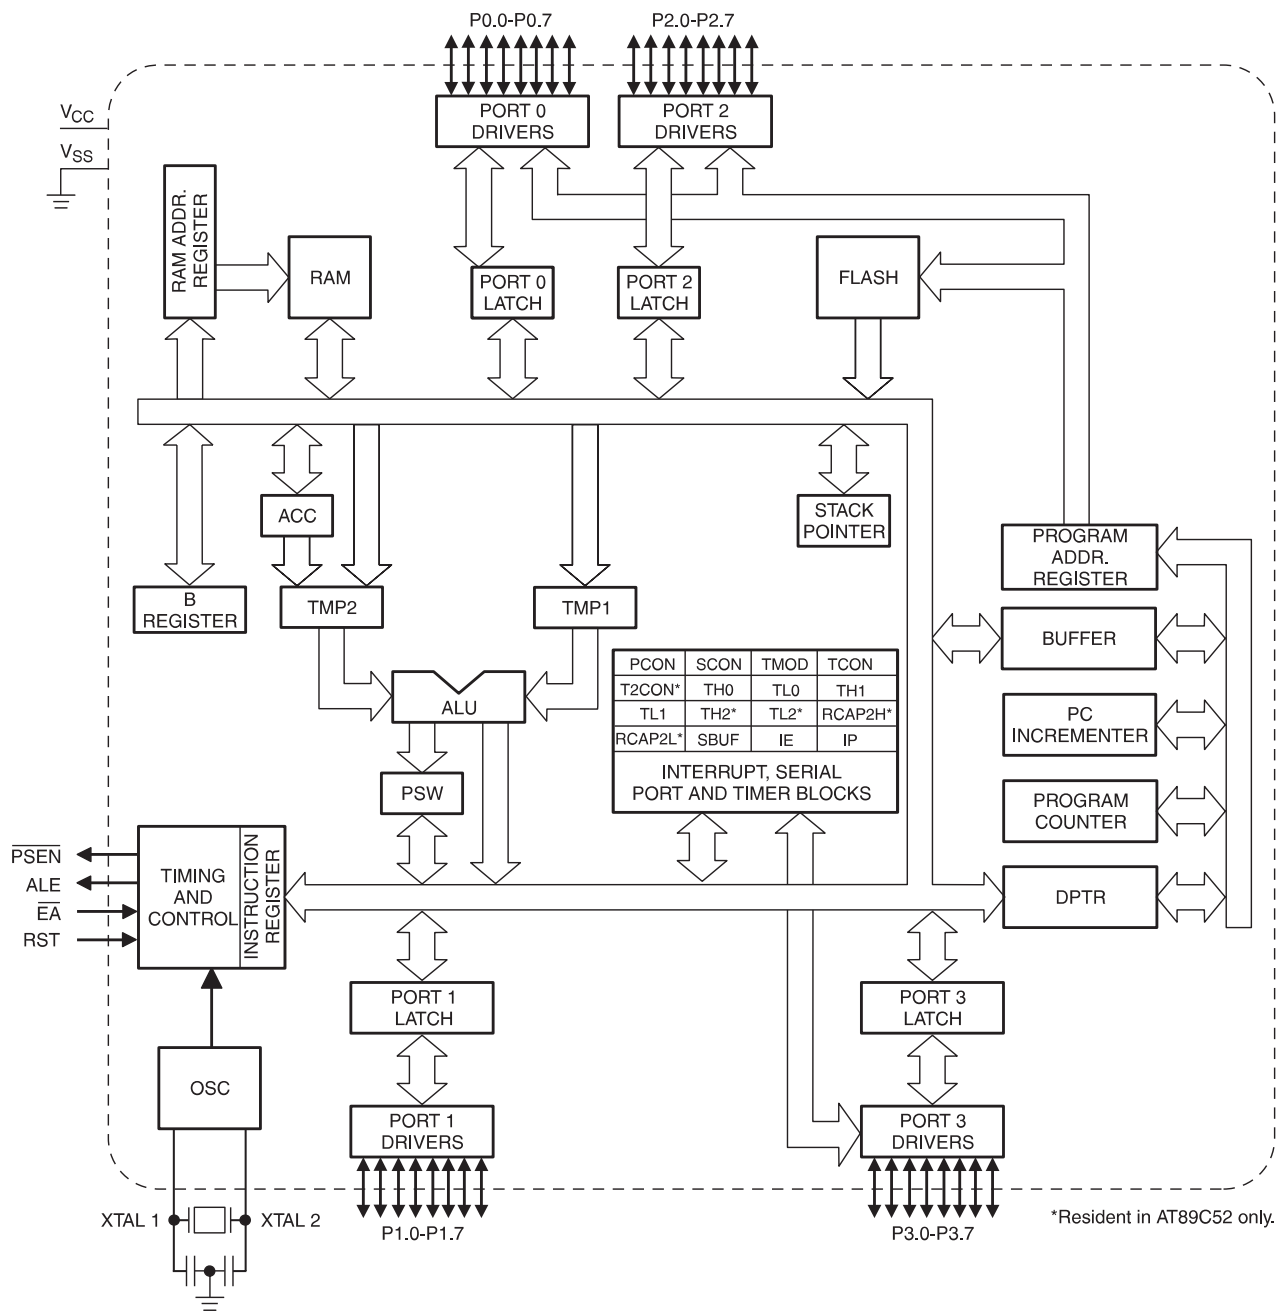 P0.0-P0.7
P2.0-P2.7
VCC
VSS
PORT 0
DRIVERS
PORT 2
DRIVERS
RAM ADDR.
REGISTER
RAM
PORT 0
LATCH
PORT 2
LATCH
FLASH
ACC
STACK
POINTER
PROGRAM
ADDR.
REGISTER
B
REGISTER
TMP2
TMP1
BUFFER
ALU
PCON SCON TMOD TCON
T2CON* TH0 TL0 TH1
TL1 TH2* TL2* RCAP2H*
RCAP2L* SBUF IE IP
INTERRUPT, SERIAL
PORT AND TIMER BLOCKS
PC
INCREMENTER
PSW
PROGRAM
COUNTER
PSEN
ALE
EA
RST
TIMING
AND
CONTROL
INSTRUCTION
REGISTER
DPTR
PORT 1
LATCH
PORT 3
LATCH
OSC
PORT 1
DRIVERS
PORT 3
DRIVERS
XTAL 1
XTAL 2
P1.0-P1.7
P3.0-P3.7
*Resident in AT89C52 only.